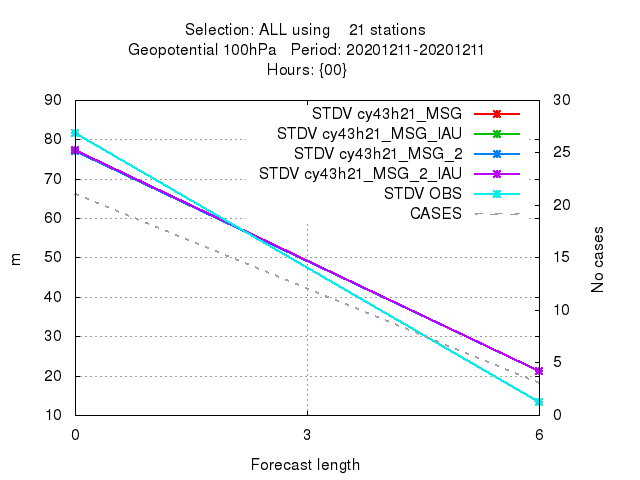 Selection: ALL using    21 stations
Geopotential 100hPa   Period: 20201211-20201211
Hours: {00}
90 30
STDV cy43h21_MSG
80 STDV cy43h21_MSG_IAU
STDV cy43h21_MSG_2 25
70 STDV cy43h21_MSG_2_IAU
STDV OBS
60 CASES 20
50 15
m No cases
40
10
30
20 5
10 0
0 3 6
Forecast length